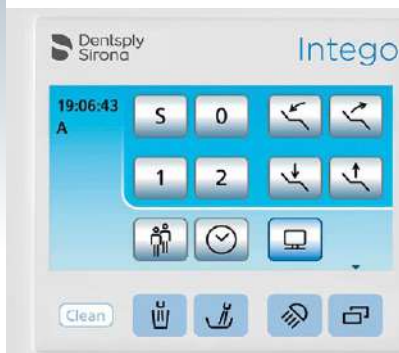 Dentsply
Sirona
Intego
19:06:43
A
S 0
1 2
Clean